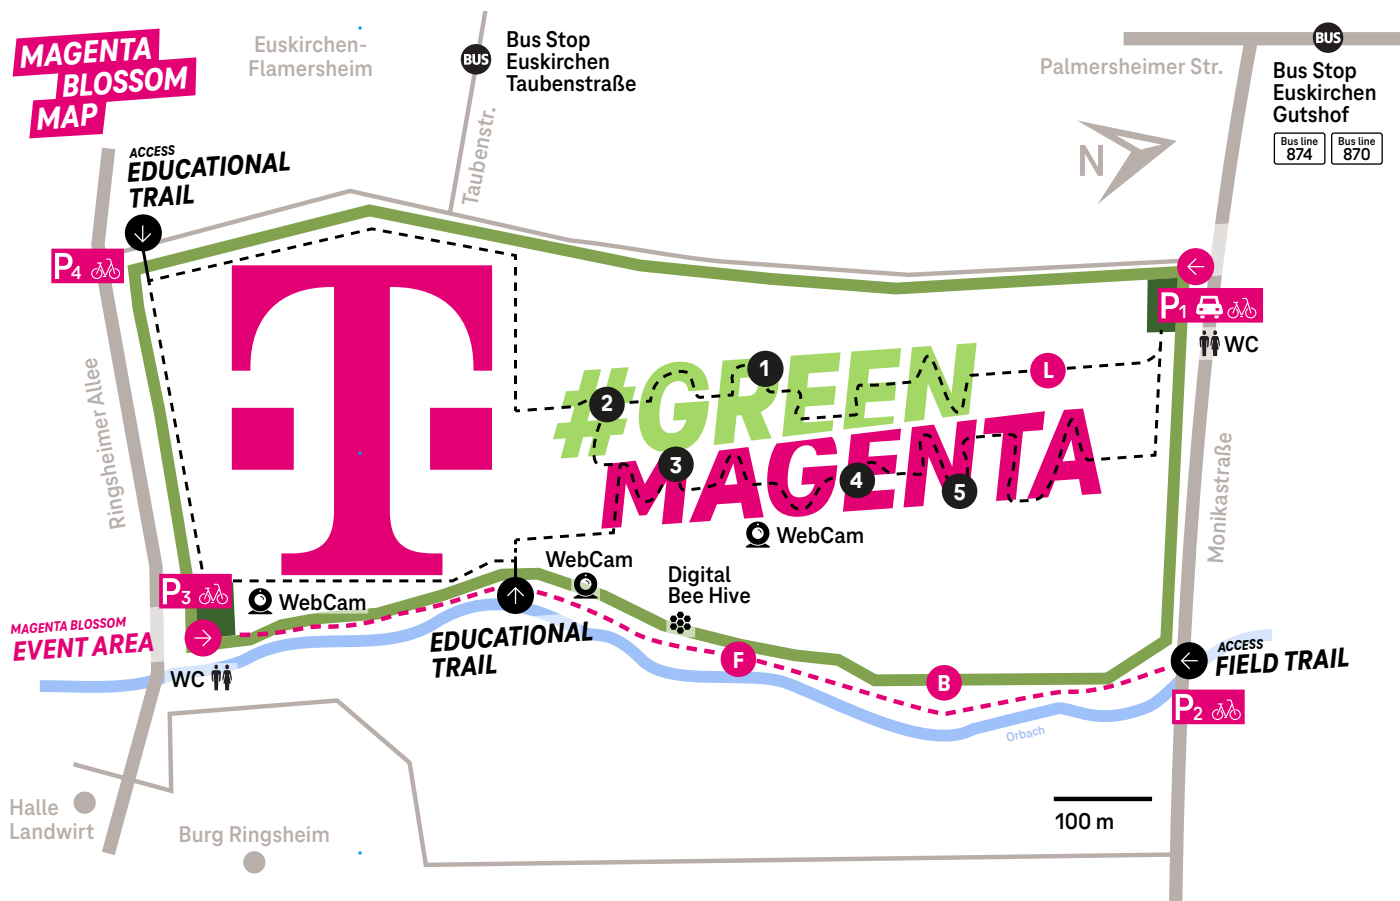 MAGENTA
BLOSSOM
MAP
Euskirchen-
Flamersheim
BUS
Bus Stop
Euskirchen
Taubenstraße
Taubenstr.
Palmersheimer Str.
BUS
Bus Stop
Euskirchen
Gutshof
Bus line
874
Bus line
870
N
ACCESS
EDUCATIONAL
TRAIL
P4
T
P1
WC
#GREEN
MAGENTA
1
2
3
4
5
L
Ringsheimer Allee
Monikastraße
WebCam
WebCam
WebCam
Digital
Bee Hive
P3
MAGENTA BLOSSOM
EVENT AREA
WC
EDUCATIONAL
TRAIL
F
B
ACCESS
FIELD TRAIL
P2
Orbach
Halle
Landwirt
Burg Ringsheim
100 m